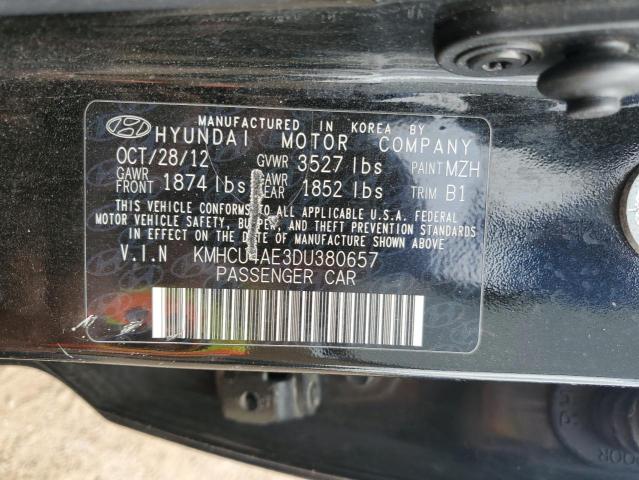 MANUFACTURED IN KOREA BY
HYUNDAI MOTOR COMPANY
OCT/28/12 GVWR 3527 lbs PAINT MZH
GAWR FRONT 1874 lbs GAWR REAR 1852 lbs TRIM B1
THIS VEHICLE CONFORMS TO ALL APPLICABLE U.S.A. FEDERAL
MOTOR VEHICLE SAFETY, BUMPER, AND THEFT PREVENTION STANDARDS
IN EFFECT ON THE DATE OF MANUFACTURE SHOWN ABOVE.
V.I.N KMHCU4AE3DU380657
PASSENGER CAR